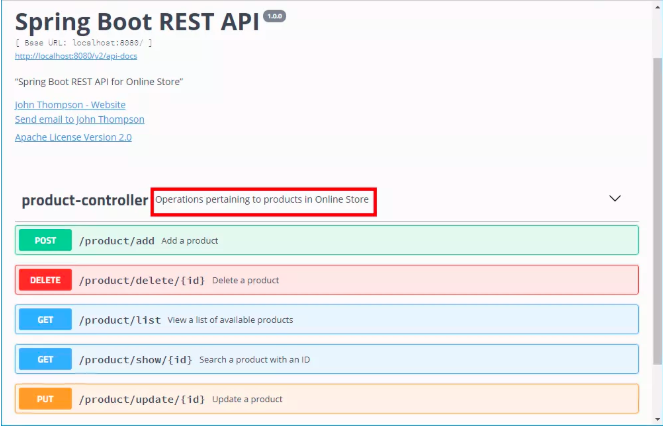 Spring Boot REST API 1.0.0
[ Base URL: localhost:8080/ ]
http://localhost:8080/v2/api-docs
"Spring Boot REST API for Online Store"
John Thompson - Website
Send email to John Thompson
Apache License Version 2.0
product-controller Operations pertaining to products in Online Store
POST /product/add Add a product
DELETE /product/delete/{id} Delete a product
GET /product/list View a list of available products
GET /product/show/{id} Search a product with an ID
PUT /product/update/{id} Update a product